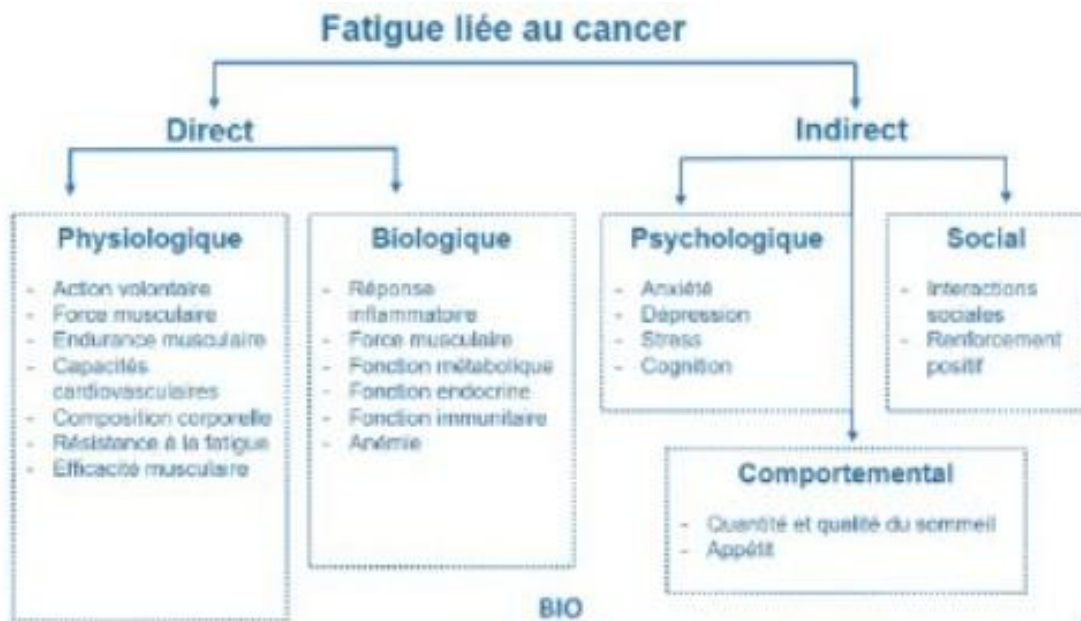 Fatigue liée au cancer
Direct
Indirect
Physiologique
- Action volontaire
- Force musculaire
- Endurance musculaire
- Capacités
cardiovasculaires
- Composition corporelle
- Résistance à la fatigue
- Efficacité musculaire
Biologique
- Réponse
inflammatoire
- Force musculaire
- Fonction métabolique
- Fonction endocrine
- Fonction immunitaire
- Anémie
Psychologique
- Anxiété
- Dépression
- Stress
- Cognition
Social
- Interactions
sociales
- Renforcement
positif
Comportemental
- Quantité et qualité du sommeil
- Appétit
BIO